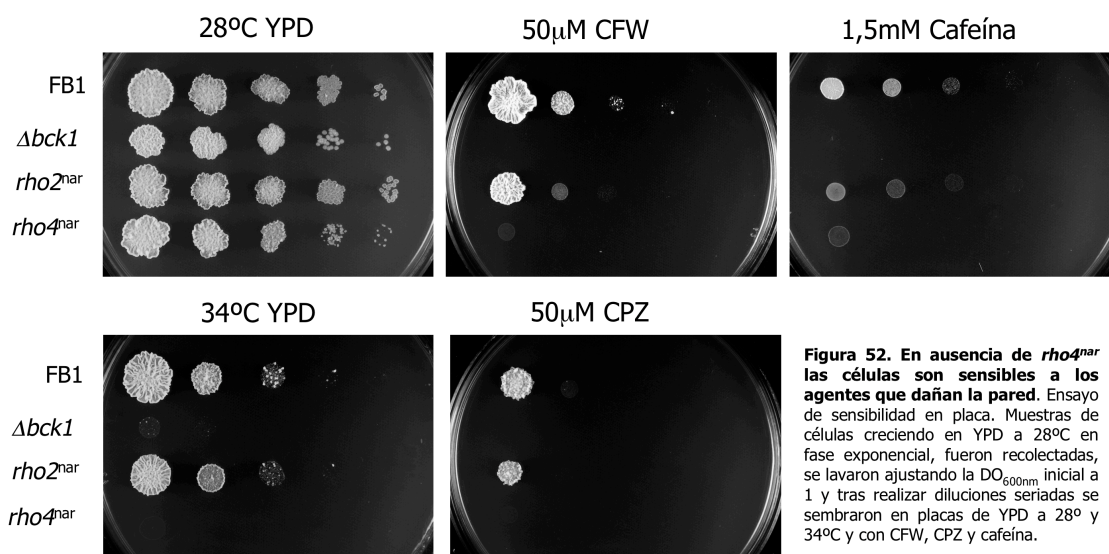 28ºC YPD
50μM CFW
1,5mM Cafeína
FB1
Δbck1
rho2nar
rho4nar
34ºC YPD
50μM CPZ
FB1
Δbck1
rho2nar
rho4nar
Figura 52. En ausencia de rho4nar
las células son sensibles a los
agentes que dañan la pared. Ensayo
de sensibilidad en placa. Muestras de
células creciendo en YPD a 28ºC en
fase exponencial, fueron recolectadas,
se lavaron ajustando la DO600nm inicial a
1 y tras realizar diluciones seriadas se
sembraron en placas de YPD a 28º y
34ºC y con CFW, CPZ y cafeína.